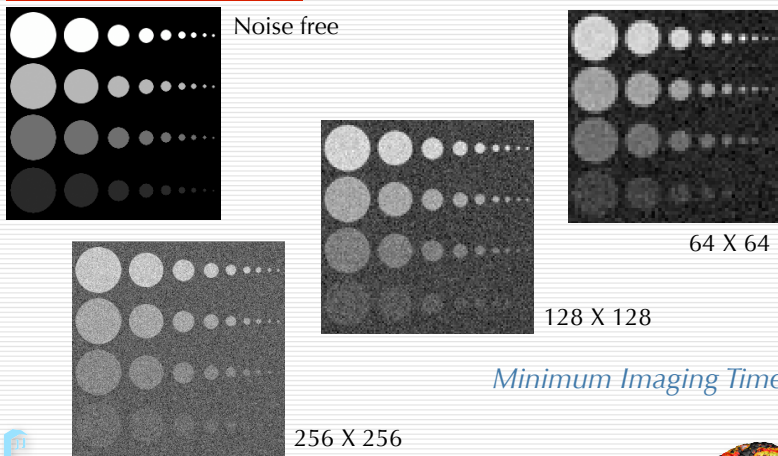 Noise free
64 X 64
128 X 128
Minimum Imaging Time
256 X 256